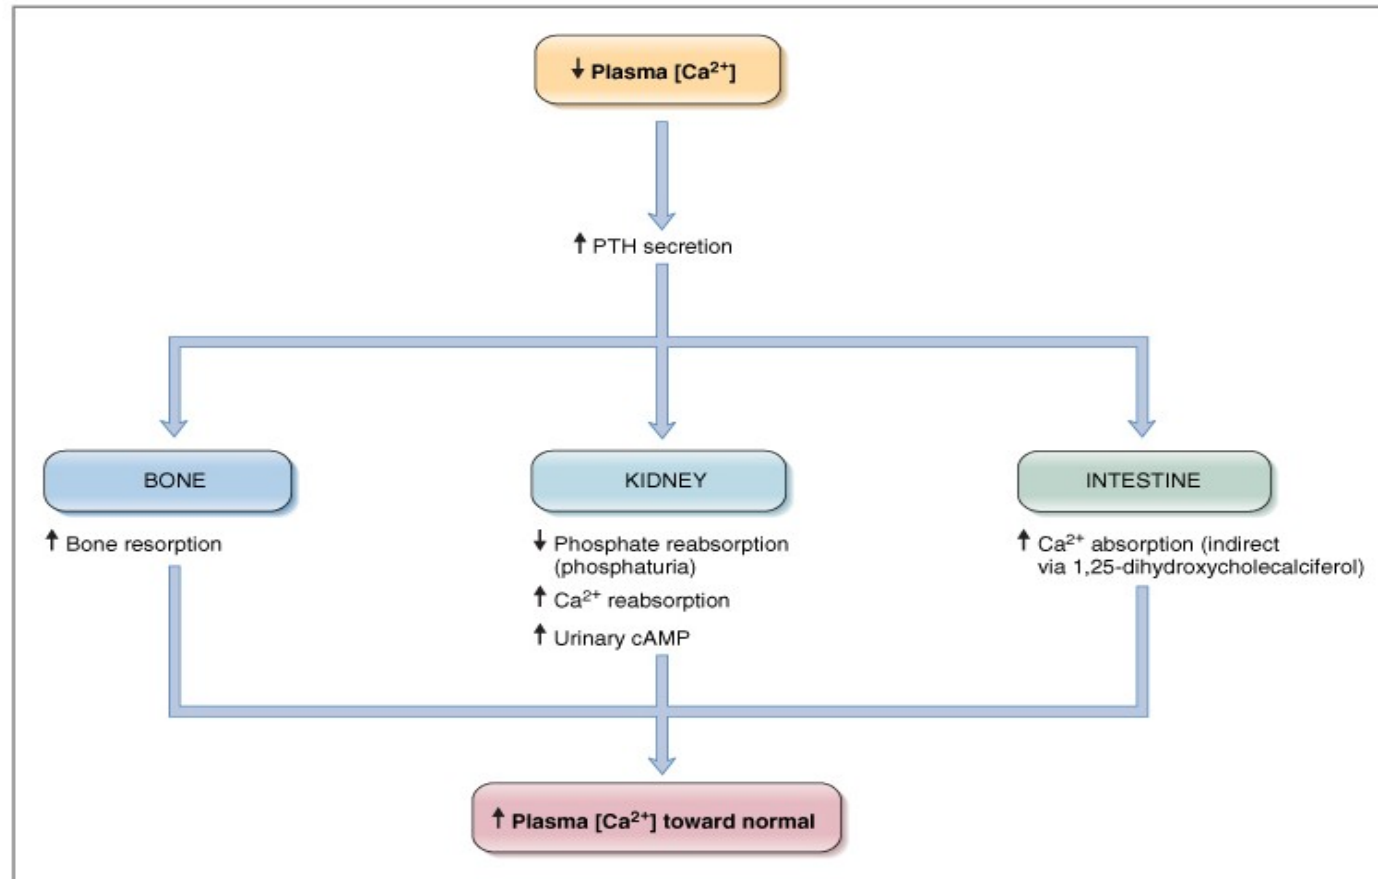 ↓ Plasma [Ca²⁺]
↑ PTH secretion
BONE
↑ Bone resorption
KIDNEY
↓ Phosphate reabsorption
(phosphaturia)
↑ Ca²⁺ reabsorption
↑ Urinary cAMP
INTESTINE
↑ Ca²⁺ absorption (indirect
via 1,25-dihydroxycholecalciferol)
↑ Plasma [Ca²⁺] toward normal